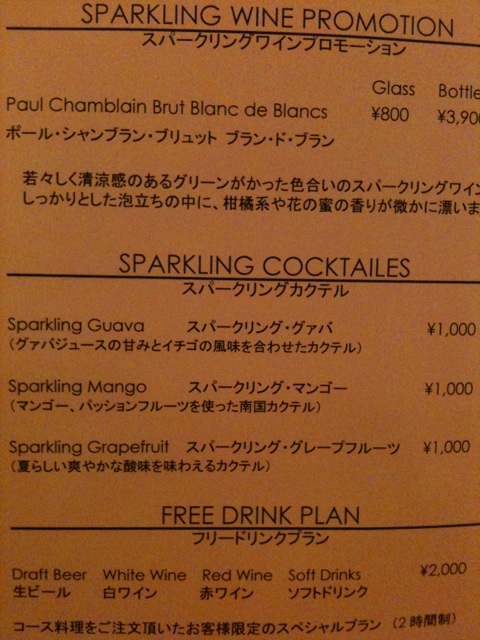 SPARKLING WINE PROMOTION
スパークリングワインプロモーション
Glass Bottle
Paul Chamblain Brut Blanc de Blancs ¥800 ¥3,90
ポール・シャンブラン・ブリュット ブラン・ド・ブラン
若々しく清涼感のあるグリーンがかった色合いのスパークリングワイン
しっかりとした泡立ちの中に、柑橘系や花の蜜の香りが微かに漂いま
SPARKLING COCKTAILES
スパークリングカクテル
Sparkling Guava スパークリング・グァバ ¥1,000
（グァバジュースの甘みとイチゴの風味を合わせたカクテル）
Sparkling Mango スパークリング・マンゴー ¥1,000
（マンゴー、パッションフルーツを使った南国カクテル）
Sparkling Grapefruit スパークリング・グレープフルーツ ¥1,000
（夏らしい爽やかな酸味を味わえるカクテル）
FREE DRINK PLAN
フリードリンクプラン
Draft Beer White Wine Red Wine Soft Drinks ¥2,000
生ビール 白ワイン 赤ワイン ソフトドリンク
コース料理をご注文頂いたお客様限定のスペシャルプラン （2時間制）